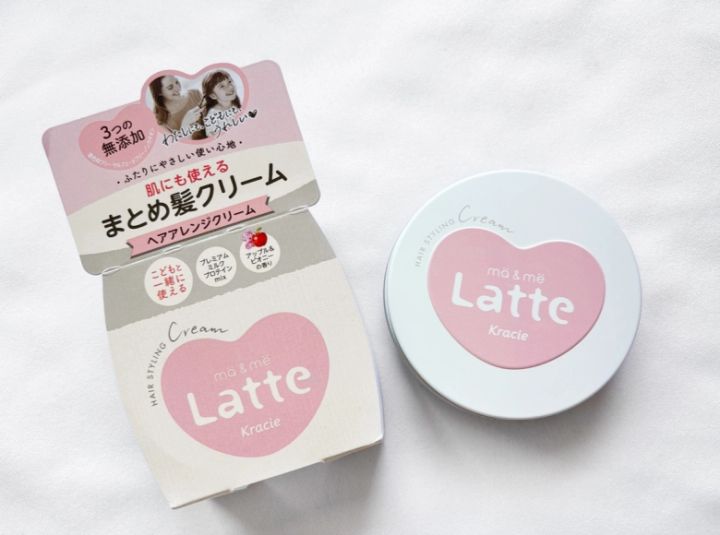 3つの
無添加
わたしにも、こどもにも、
うれしい♥
・ふたりにやさしい使い心地・
肌にも使える
まとめ髪クリーム
ヘアアレンジクリーム
こどもと
一緒に
使える
プレミアム
ミルク
プロテイン
mix
アップル&
ピオニー
の香り
HAIR STYLING Cream
mä & më
Latte
Kracie
HAIR STYLING Cream
mä & më
Latte
Kracie